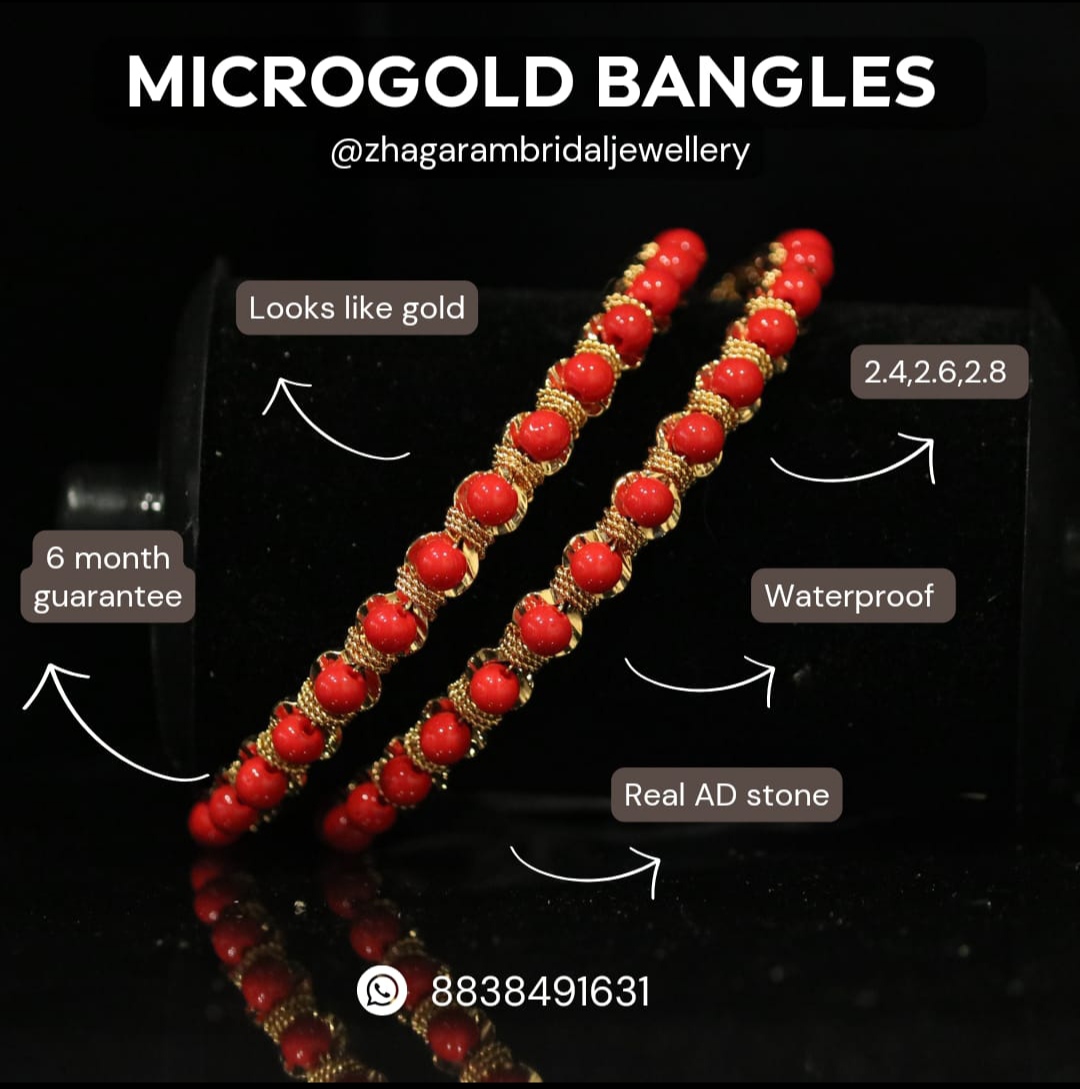 MICROGOLD BANGLES
@zhagarambridaljewellery
Looks like gold
2.4,2.6,2.8
6 month
guarantee
Waterproof
Real AD stone
8838491631